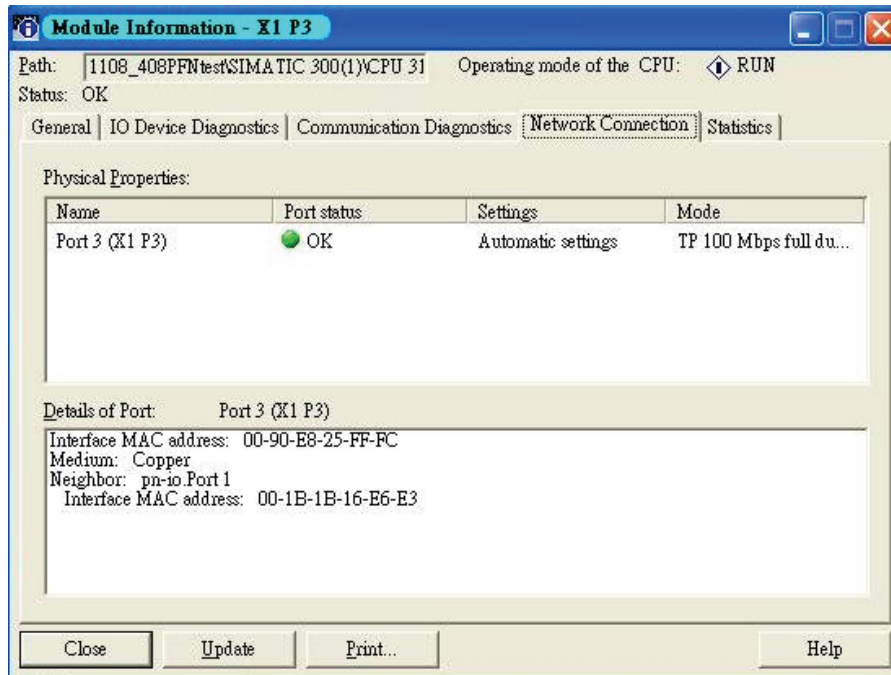 Module Information - X1 P3
Path: 1108_408PFNtest\SIMATIC 300(1)\CPU 31 Operating mode of the CPU: RUN
Status: OK
General IO Device Diagnostics Communication Diagnostics Network Connection Statistics
Physical Properties:
Name Port status Settings Mode
Port 3 (X1 P3) OK Automatic settings TP 100 Mbps full du...
Details of Port: Port 3 (X1 P3)
Interface MAC address: 00-90-E8-25-FF-FC
Medium: Copper
Neighbor: pn-io.Port 1
Interface MAC address: 00-1B-1B-16-E6-E3
Close Update Print... Help